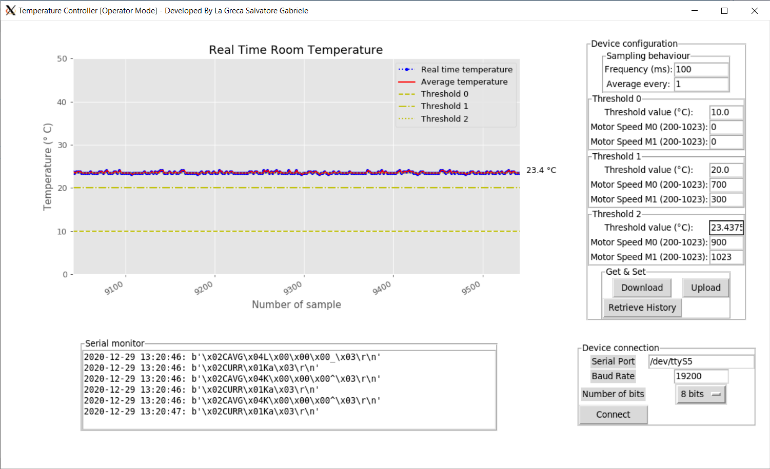 Temperature Controller (Operator Mode) - Developed By La Greca Salvatore Gabriele
Real Time Room Temperature
Temperature (° C)
50
40
30
20
10
0
Real time temperature
Average temperature
Threshold 0
Threshold 1
Threshold 2
23.4 °C
9100
9200
9300
9400
9500
Number of sample
Device configuration
Sampling behaviour
Frequency (ms): 100
Average every: 1
Threshold 0
Threshold value (°C): 10.0
Motor Speed M0 (200-1023): 0
Motor Speed M1 (200-1023): 0
Threshold 1
Threshold value (°C): 20.0
Motor Speed M0 (200-1023): 700
Motor Speed M1 (200-1023): 300
Threshold 2
Threshold value (°C): 23.4375
Motor Speed M0 (200-1023): 900
Motor Speed M1 (200-1023): 1023
Get & Set
Download Upload
Retrieve History
Serial monitor
2020-12-29 13:20:46: b'\x02CAVG\x04L\x00\x00\x00_\x03\r\n'
2020-12-29 13:20:46: b'\x02CURR\x01Ka\x03\r\n'
2020-12-29 13:20:46: b'\x02CAVG\x04K\x00\x00\x00^\x03\r\n'
2020-12-29 13:20:46: b'\x02CURR\x01Ka\x03\r\n'
2020-12-29 13:20:46: b'\x02CAVG\x04K\x00\x00\x00^\x03\r\n'
2020-12-29 13:20:47: b'\x02CURR\x01Ka\x03\r\n'
Device connection
Serial Port /dev/ttyS5
Baud Rate 19200
Number of bits 8 bits
Connect